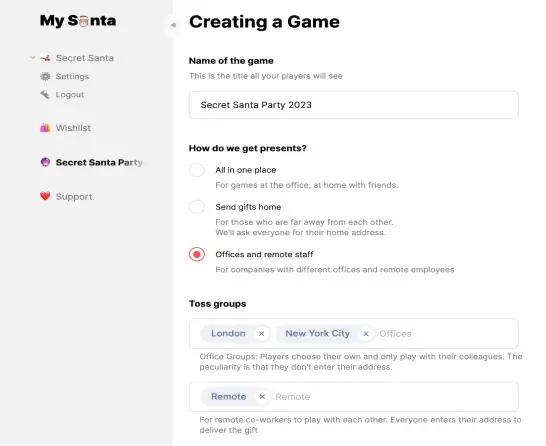 My Santa
Secret Santa
Settings
Logout
Wishlist
Secret Santa Party
Support
Creating a Game
Name of the game
This is the title all your players will see
Secret Santa Party 2023
How do we get presents?
All in one place
For games at the office, at home with friends.
Send gifts home
For those who are far away from each other.
We'll ask everyone for their home address.
Offices and remote staff
For companies with different offices and remote employees
Toss groups
London × New York City × Offices
Office Groups: Players choose their own and only play with their colleagues. The
peculiarity is that they don't enter their address.
Remote × Remote
For remote co-workers to play with each other. Everyone enters their address to
deliver the gift